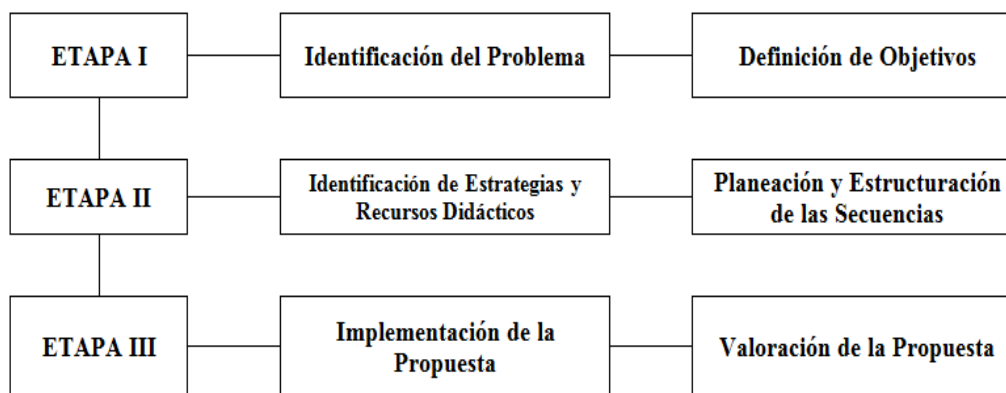 ETAPA I
Identificación del Problema
Definición de Objetivos
ETAPA II
Identificación de Estrategias y
Recursos Didácticos
Planeación y Estructuración
de las Secuencias
ETAPA III
Implementación de la
Propuesta
Valoración de la Propuesta